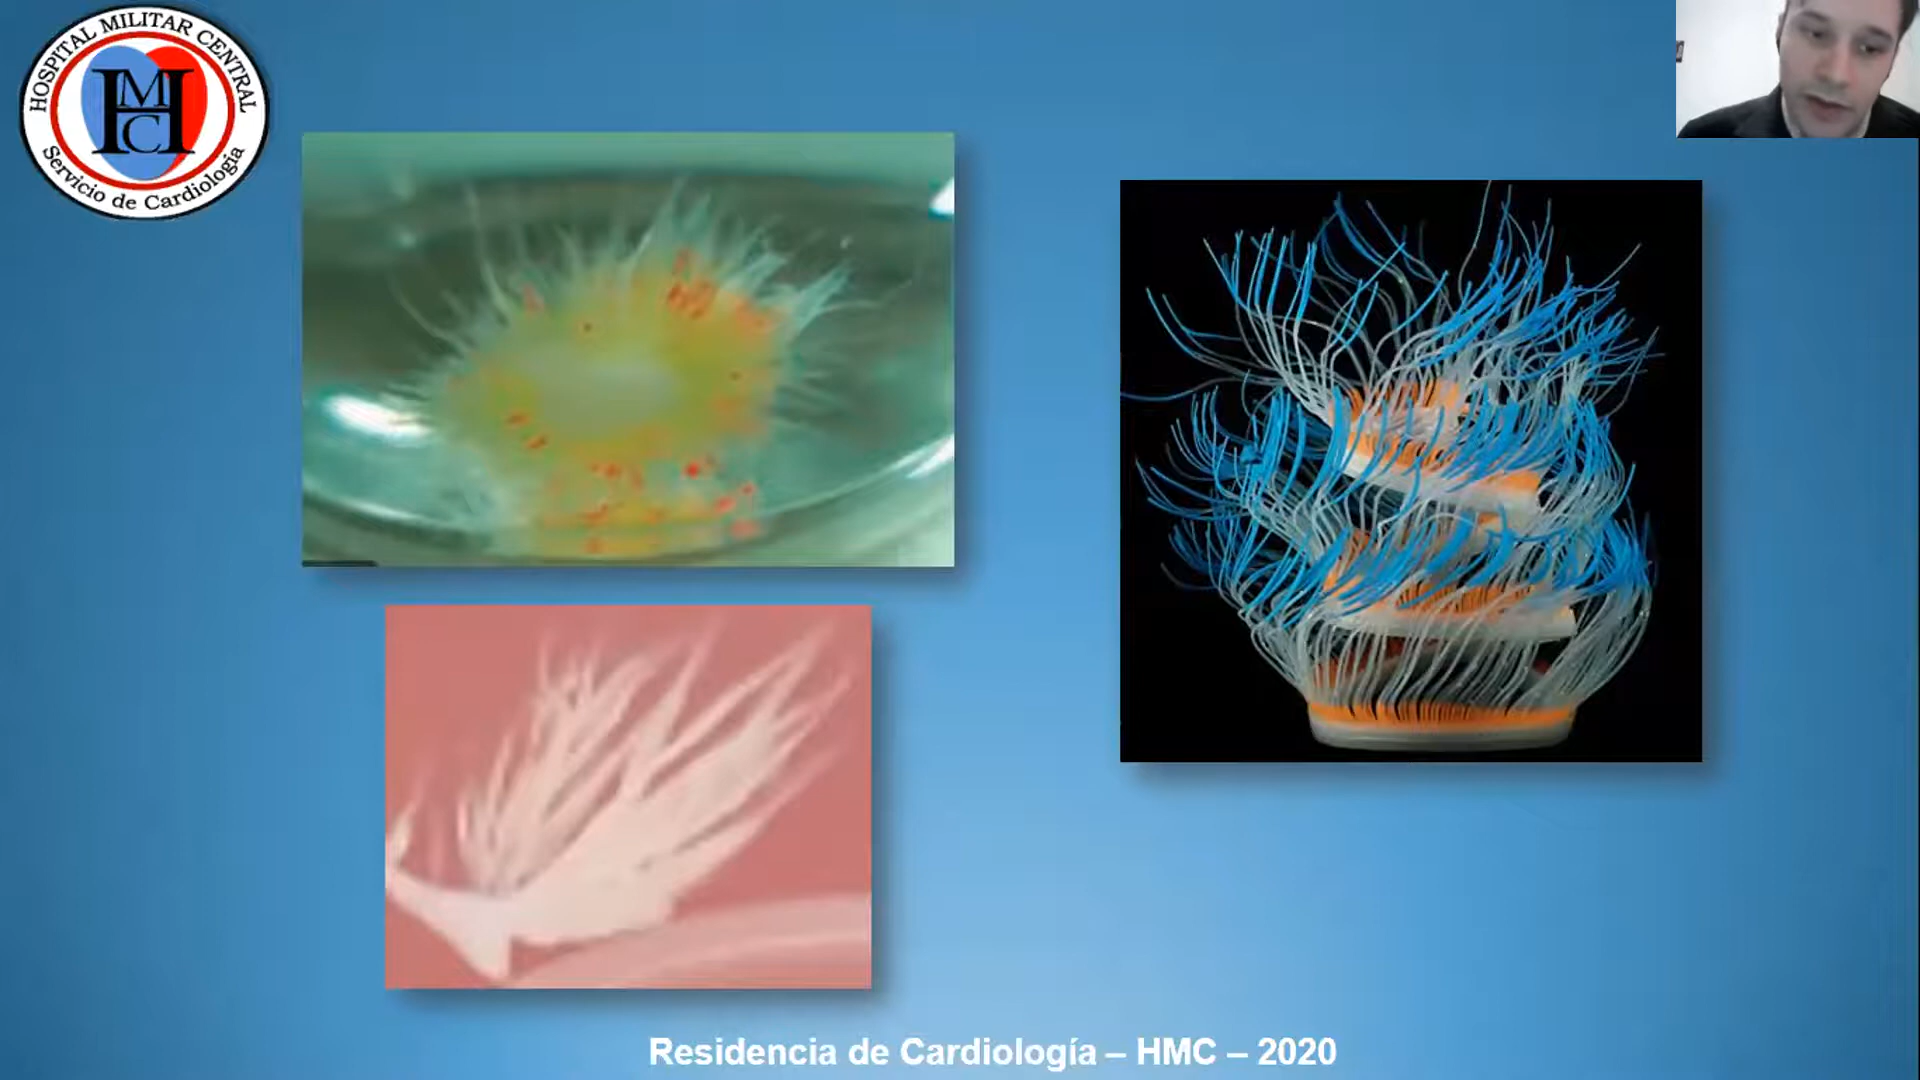 HOSPITAL MILITAR CENTRAL
HMC
Servicio de Cardiología
Residencia de Cardiología – HMC – 2020